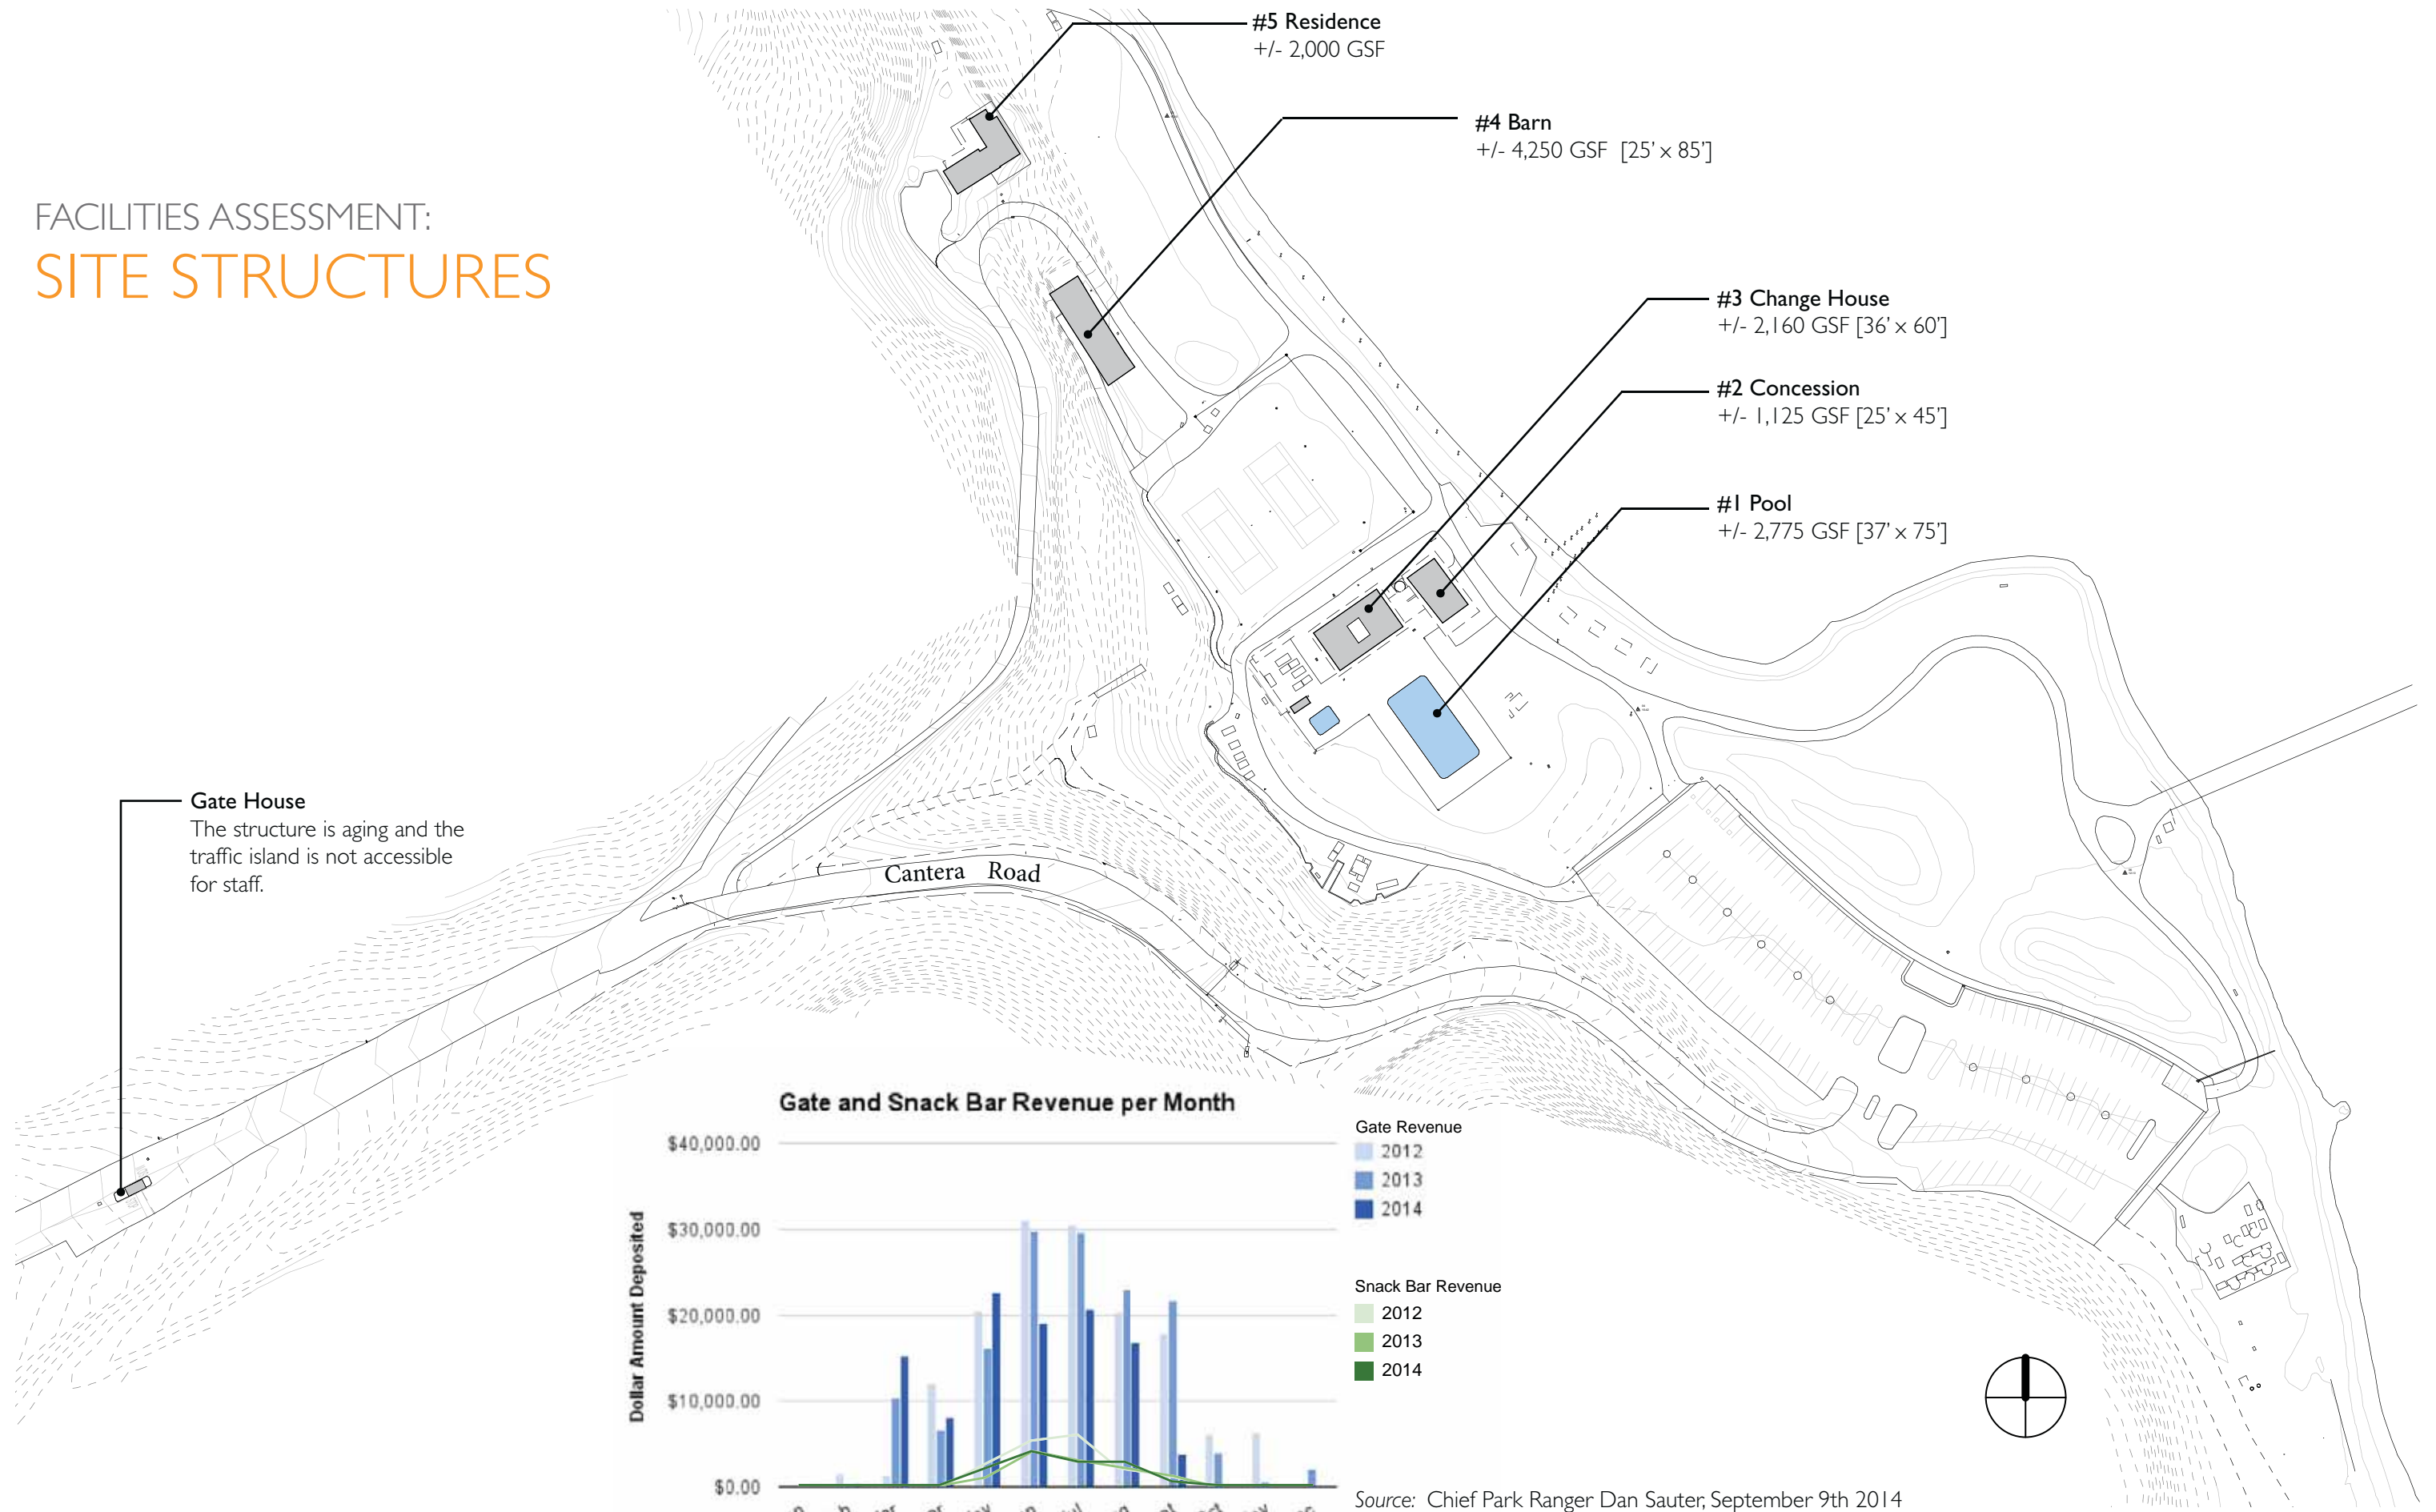 #5 Residence
+/- 2,000 GSF
#4 Barn
+/- 4,250 GSF [25' x 85']
FACILITIES ASSESSMENT:
SITE STRUCTURES
#3 Change House
+/- 2,160 GSF [36' x 60']
#2 Concession
+/- 1,125 GSF [25' x 45']
#1 Pool
+/- 2,775 GSF [37' x 75']
Gate House
The structure is aging and the
traffic island is not accessible
for staff.
Cantera Road
Gate and Snack Bar Revenue per Month
Dollar Amount Deposited
$40,000.00
$30,000.00
$20,000.00
$10,000.00
$0.00
Gate Revenue
2012
2013
2014
Snack Bar Revenue
2012
2013
2014
Source: Chief Park Ranger Dan Sauter, September 9th 2014